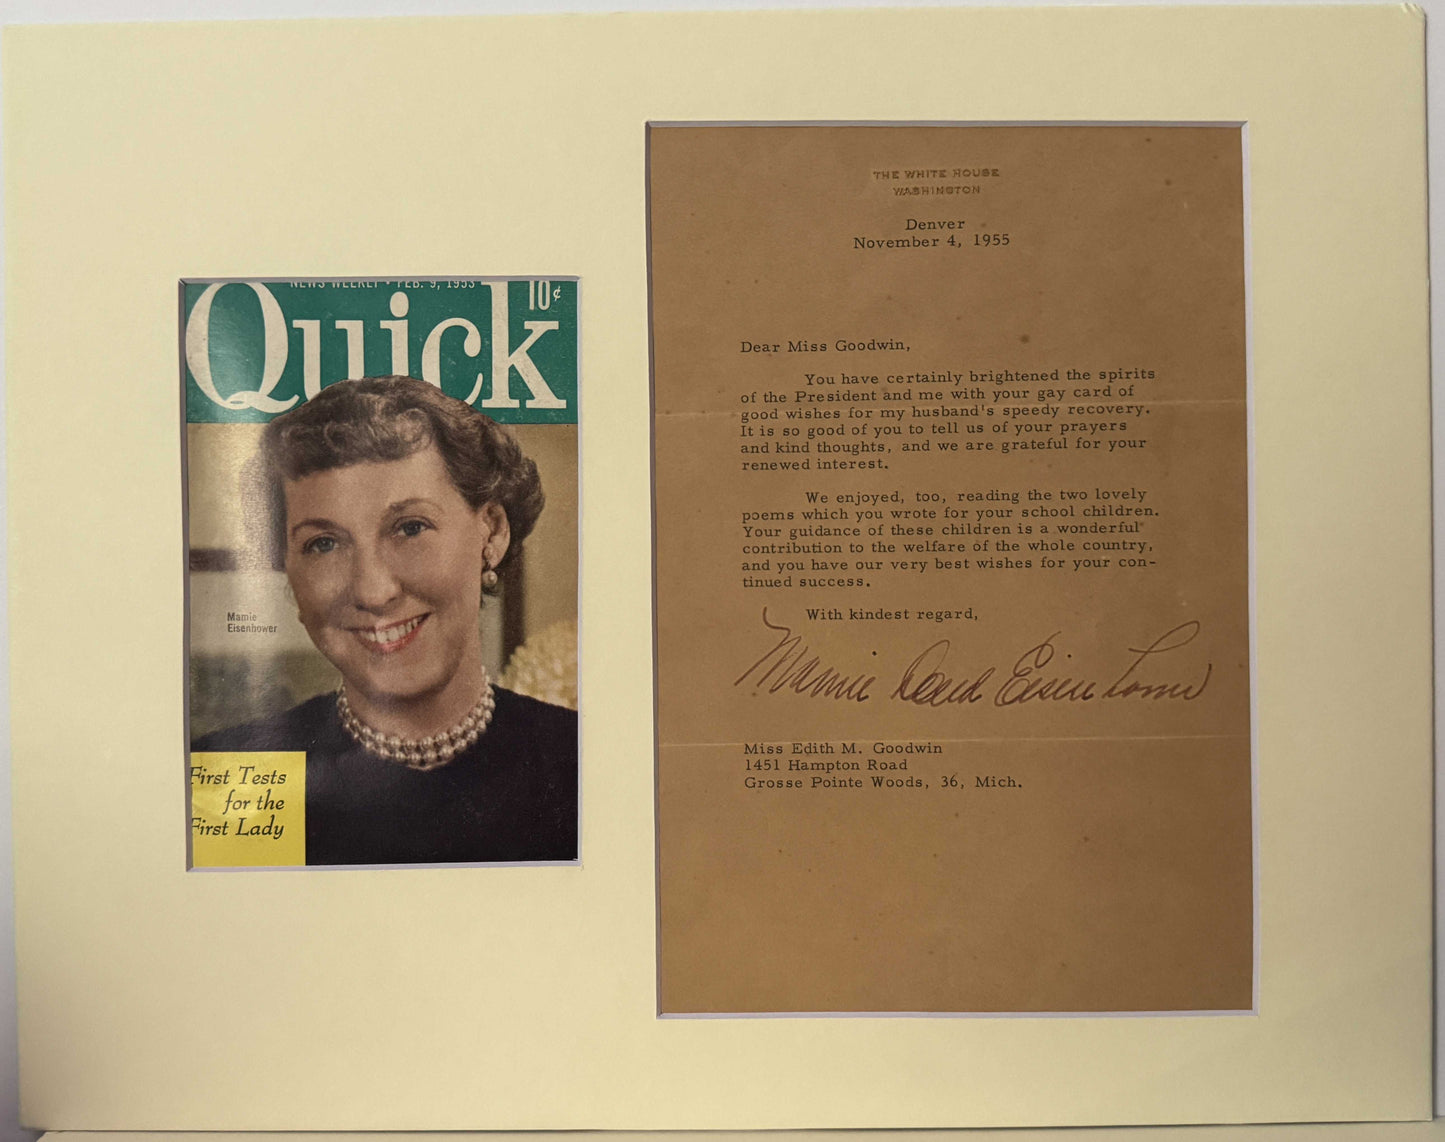 NEWS WEEKLY • FEB. 9, 1953
10¢
Quick
Mamie
Eisenhower
First Tests
for the
First Lady
THE WHITE HOUSE
WASHINGTON
Denver
November 4, 1955
Dear Miss Goodwin,
You have certainly brightened the spirits
of the President and me with your gay card of
good wishes for my husband's speedy recovery.
It is so good of you to tell us of your prayers
and kind thoughts, and we are grateful for your
renewed interest.
We enjoyed, too, reading the two lovely
poems which you wrote for your school children.
Your guidance of these children is a wonderful
contribution to the welfare of the whole country,
and you have our very best wishes for your con-
tinued success.
With kindest regard,
Mamie Doud Eisenhower
Miss Edith M. Goodwin
1451 Hampton Road
Grosse Pointe Woods, 36, Mich.